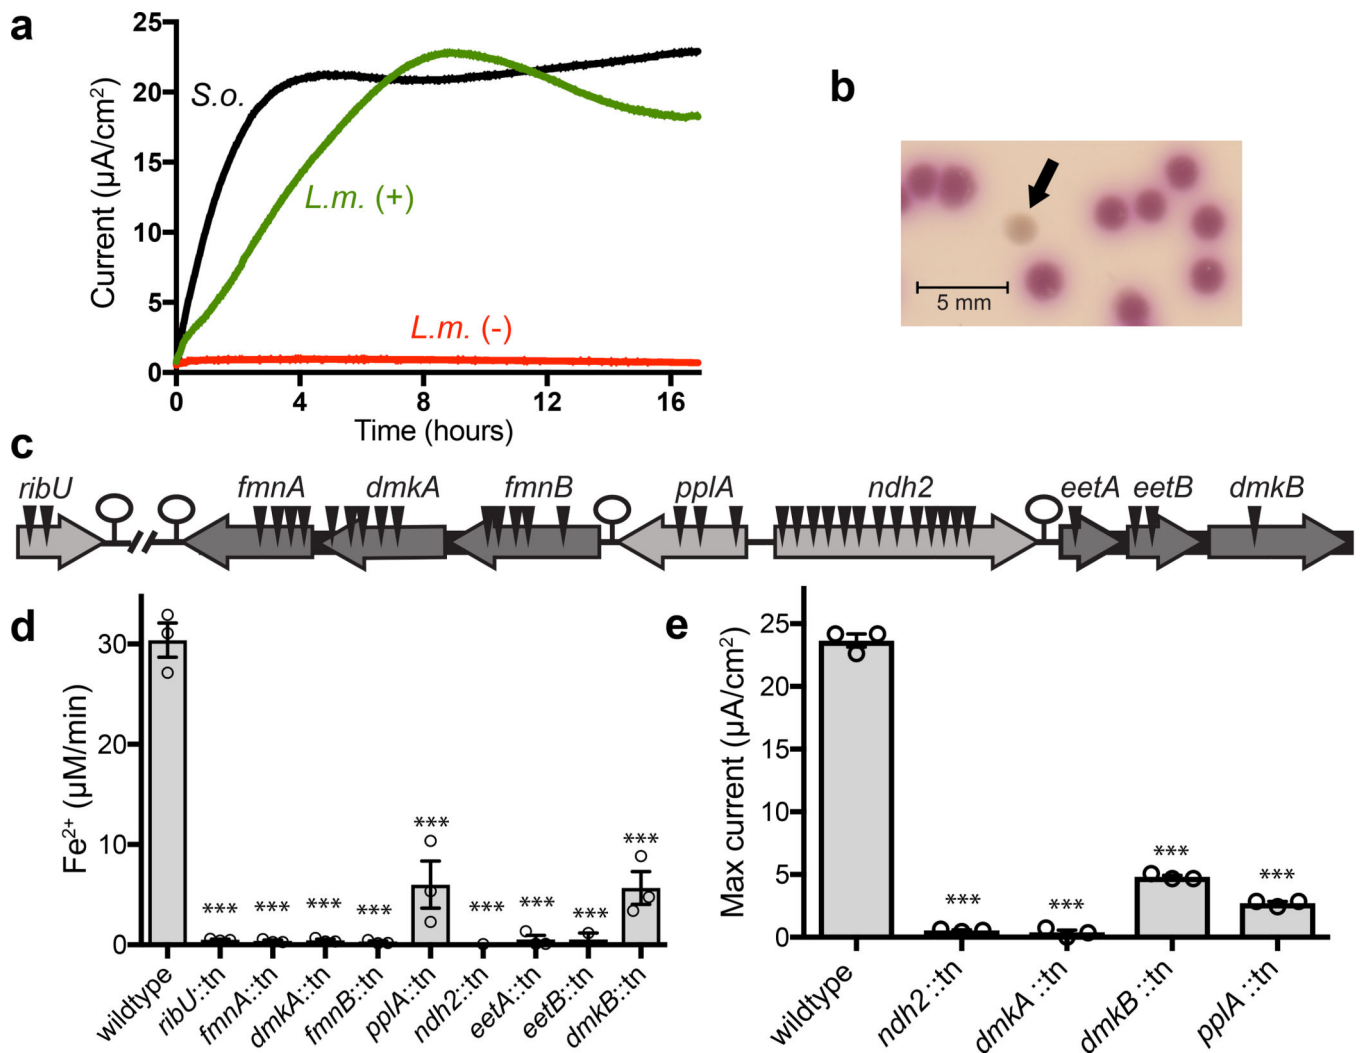 a
25
20
15
10
5
0
Current (µA/cm²)
S.o.
L.m. (+)
L.m. (-)
0 4 8 12 16
Time (hours)
b
5 mm
c
ribU fmnA dmkA fmnB pplA ndh2 eetA eetB dmkB
d
30
20
10
0
Fe²⁺ (µM/min)
*** *** *** *** *** *** *** *** ***
wildtype ribU::tn fmnA::tn dmkA::tn fmnB::tn pplA::tn ndh2::tn eetA::tn eetB::tn dmkB::tn
e
25
20
15
10
5
0
Max current (µA/cm²)
*** *** *** ***
wildtype ndh2::tn dmkA::tn dmkB::tn pplA::tn